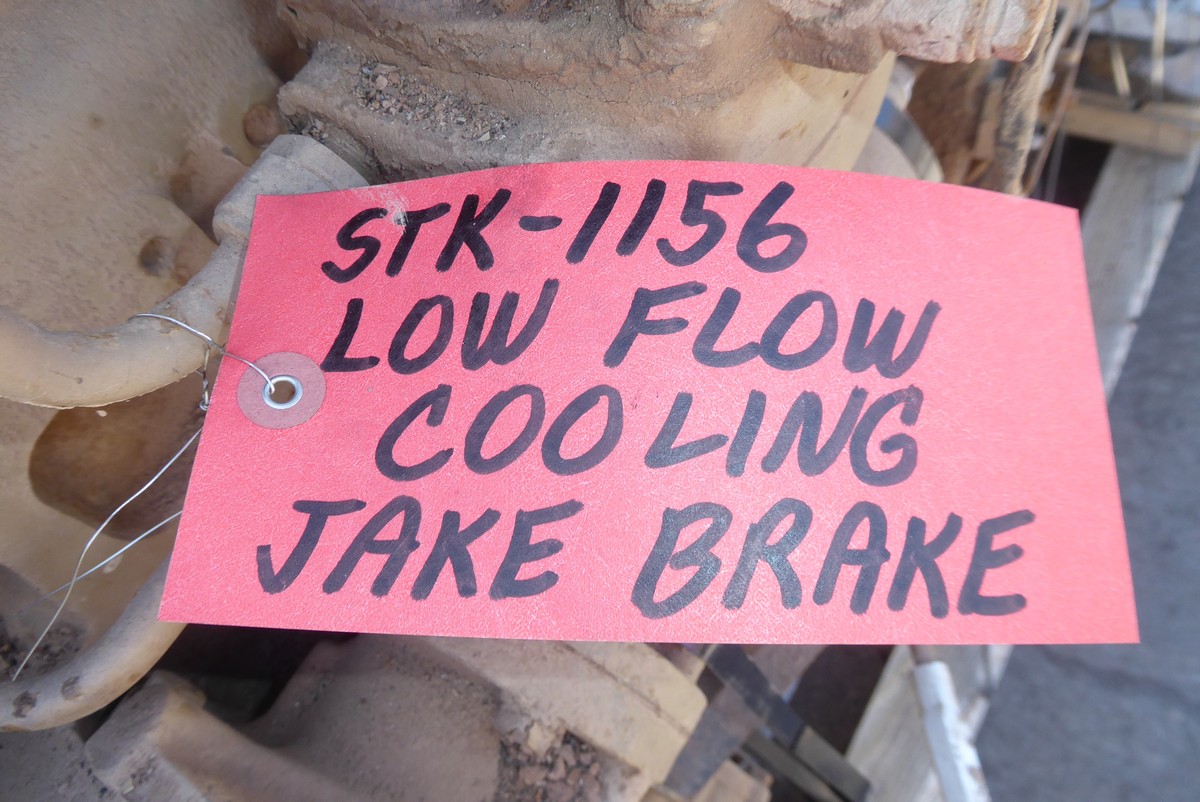 STK-1156
LOW FLOW
COOLING
JAKE BRAKE